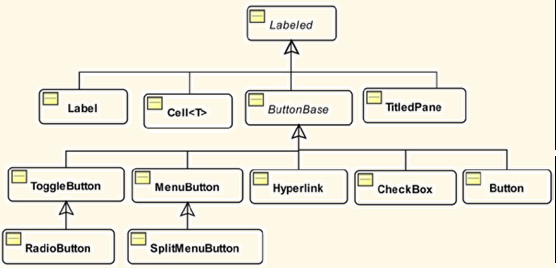 Labeled
Label
Cell<T>
ButtonBase
TitledPane
ToggleButton
MenuButton
Hyperlink
CheckBox
Button
RadioButton
SplitMenuButton